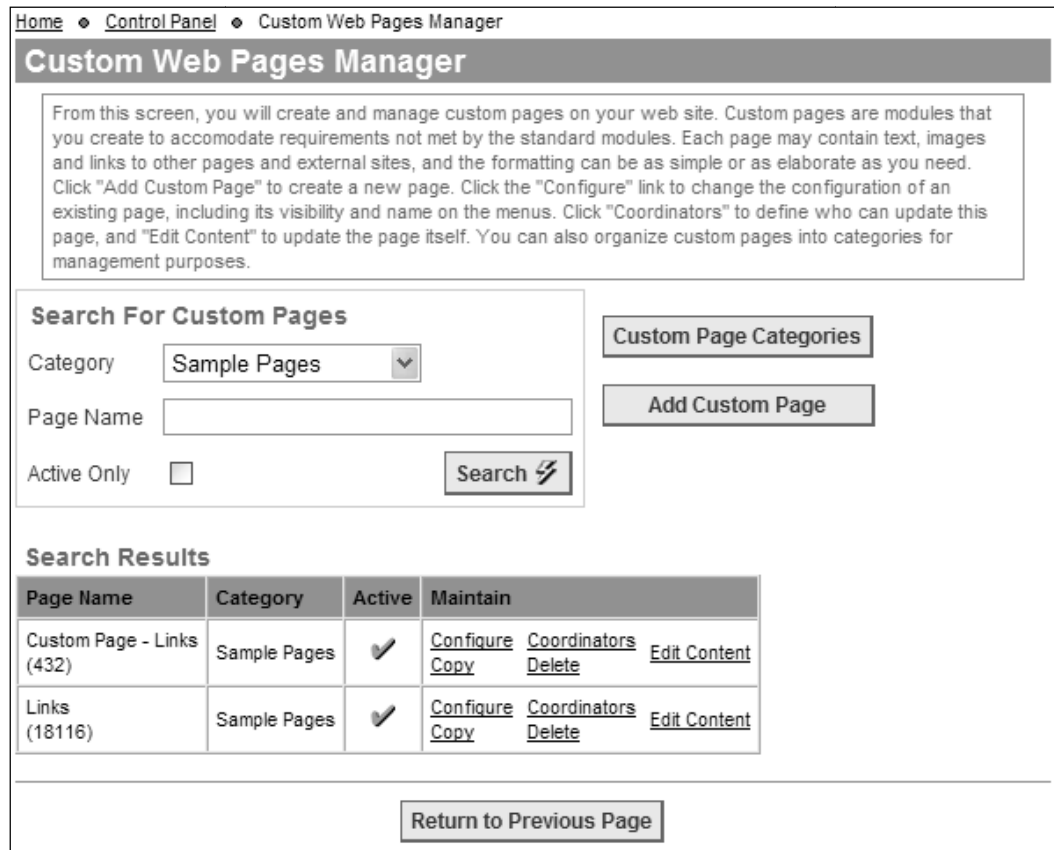 Home • Control Panel • Custom Web Pages Manager
Custom Web Pages Manager
From this screen, you will create and manage custom pages on your web site. Custom pages are modules that
you create to accomodate requirements not met by the standard modules. Each page may contain text, images
and links to other pages and external sites, and the formatting can be as simple or as elaborate as you need.
Click "Add Custom Page" to create a new page. Click the "Configure" link to change the configuration of an
existing page, including its visibility and name on the menus. Click "Coordinators" to define who can update this
page, and "Edit Content" to update the page itself. You can also organize custom pages into categories for
management purposes.
Search For Custom Pages
Category Sample Pages
Page Name
Active Only Search
Custom Page Categories
Add Custom Page
Search Results
Page Name Category Active Maintain
Custom Page - Links Sample Pages Configure Coordinators Edit Content
(432) Copy Delete
Links Sample Pages Configure Coordinators Edit Content
(18116) Copy Delete
Return to Previous Page